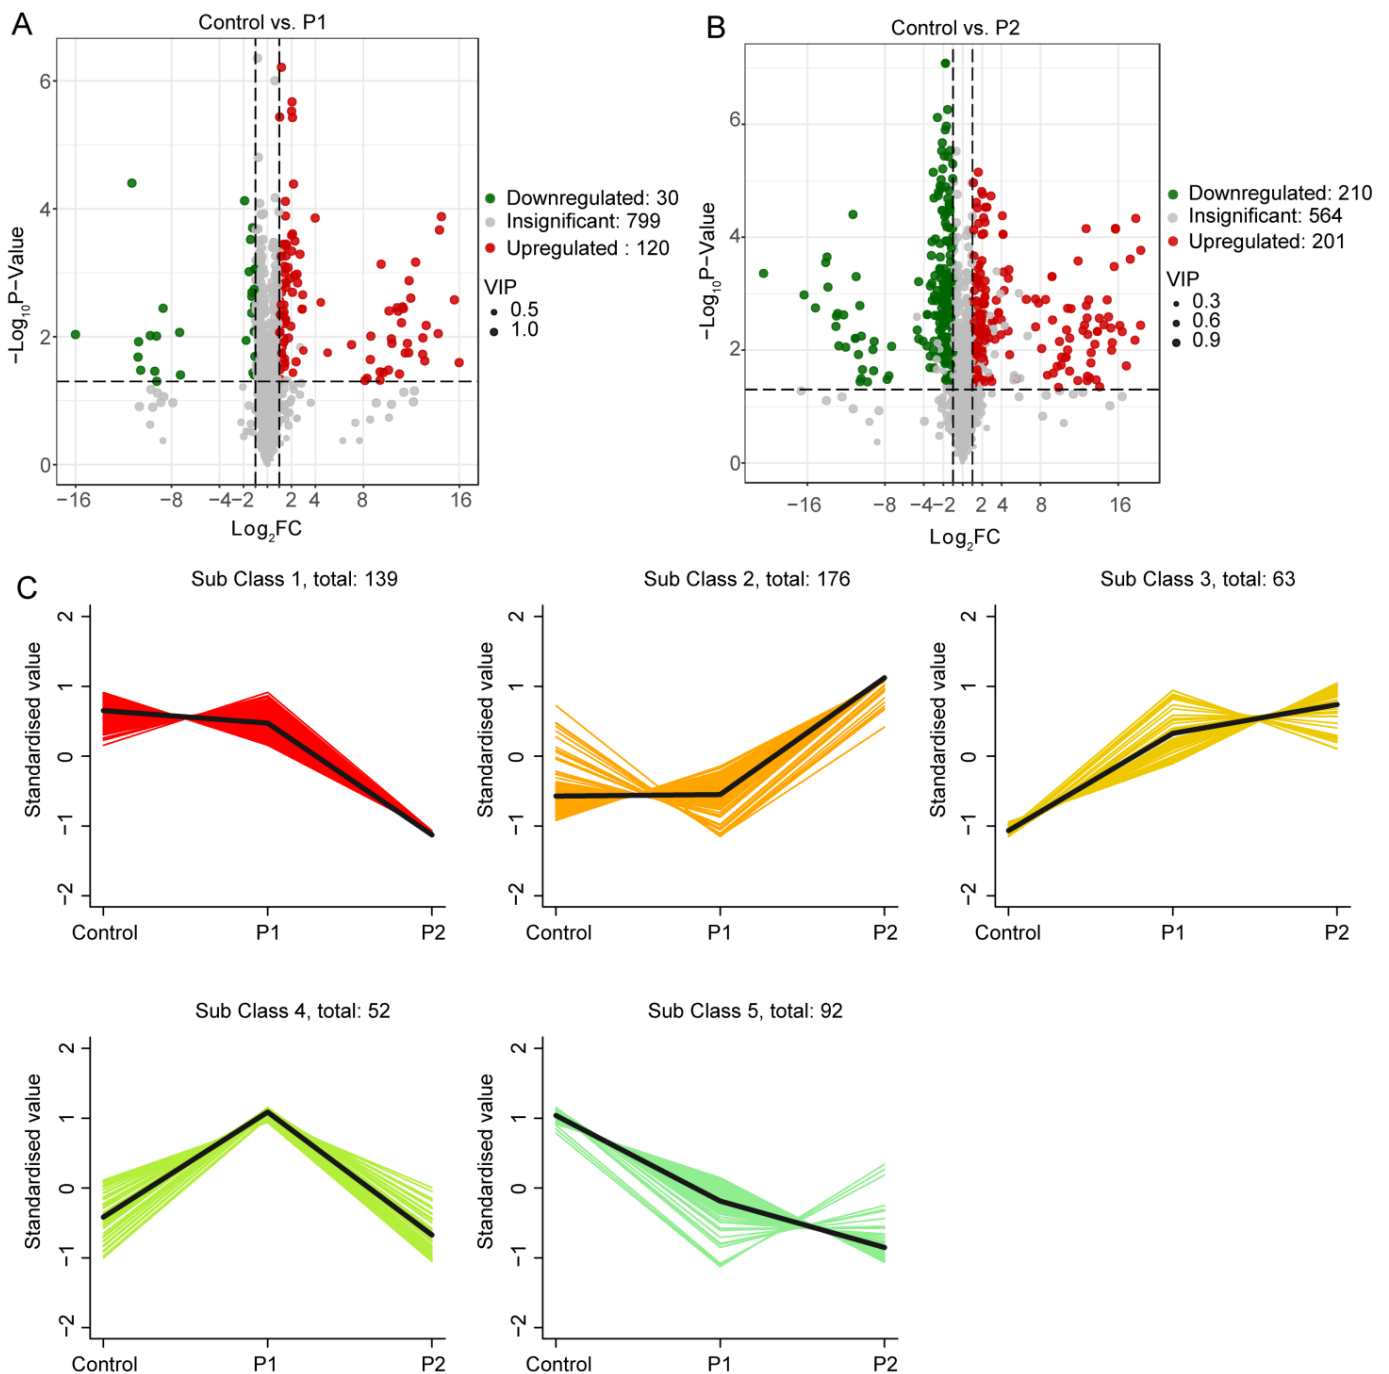 A
Control vs. P1
6
4
2
0
−Log10P−Value
−16
−8
−4
−2
2
4
8
16
Log2FC
Downregulated: 30
Insignificant: 799
Upregulated : 120
VIP
0.5
1.0
B
Control vs. P2
6
4
2
0
−Log10P−Value
−16
−8
−4
−2
2
4
8
16
Log2FC
Downregulated: 210
Insignificant: 564
Upregulated: 201
VIP
0.3
0.6
0.9
C
Sub Class 1, total: 139
Standardised value
2
1
0
−1
−2
Control
P1
P2
Sub Class 2, total: 176
Standardised value
2
1
0
−1
−2
Control
P1
P2
Sub Class 3, total: 63
Standardised value
2
1
0
−1
−2
Control
P1
P2
Sub Class 4, total: 52
Standardised value
2
1
0
−1
−2
Control
P1
P2
Sub Class 5, total: 92
Standardised value
2
1
0
−1
−2
Control
P1
P2